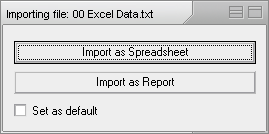 Importing file: 00 Excel Data.txt
Import as Spreadsheet
Import as Report
Set as default